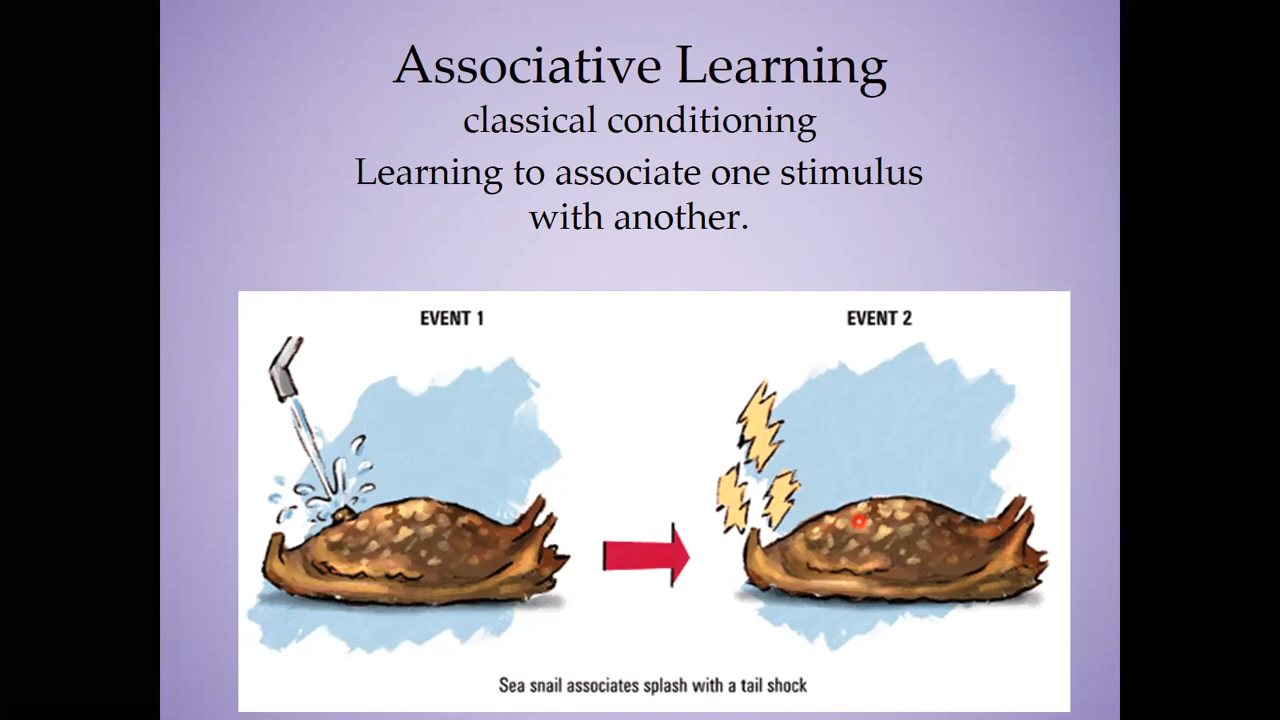 Associative Learning
classical conditioning
Learning to associate one stimulus
with another.
EVENT 1
EVENT 2
Sea snail associates splash with a tail shock